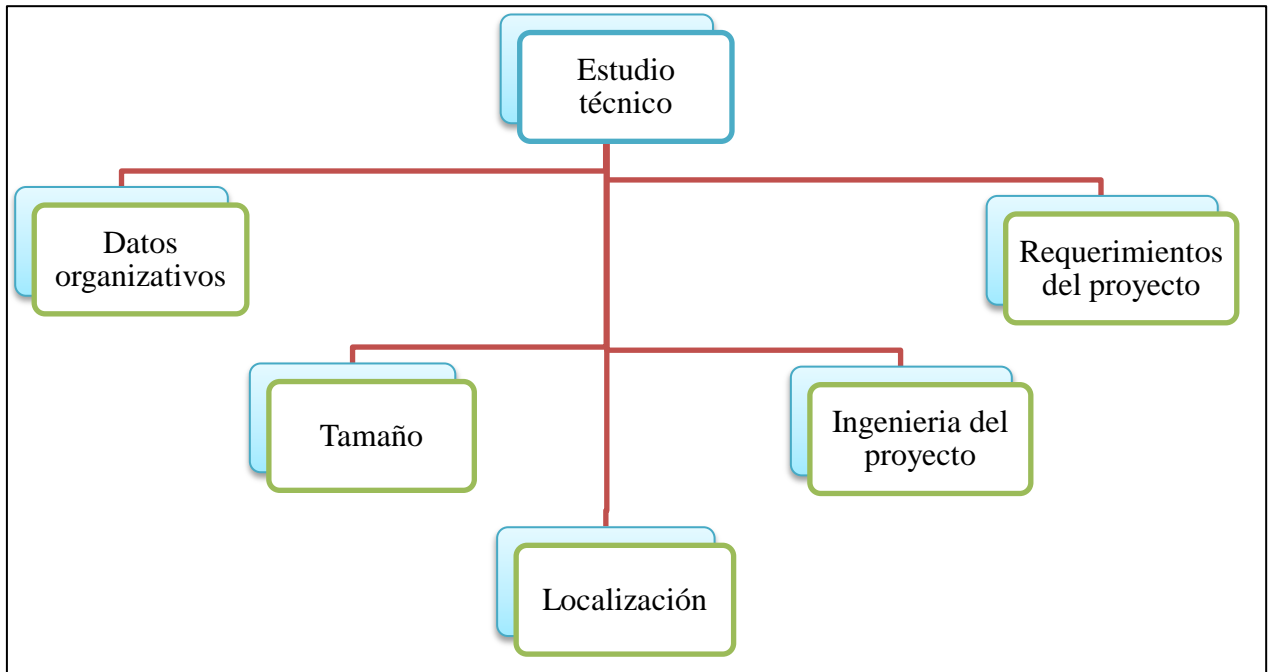 Estudio
técnico
Datos
organizativos
Requerimientos
del proyecto
Tamaño
Ingenieria del
proyecto
Localización